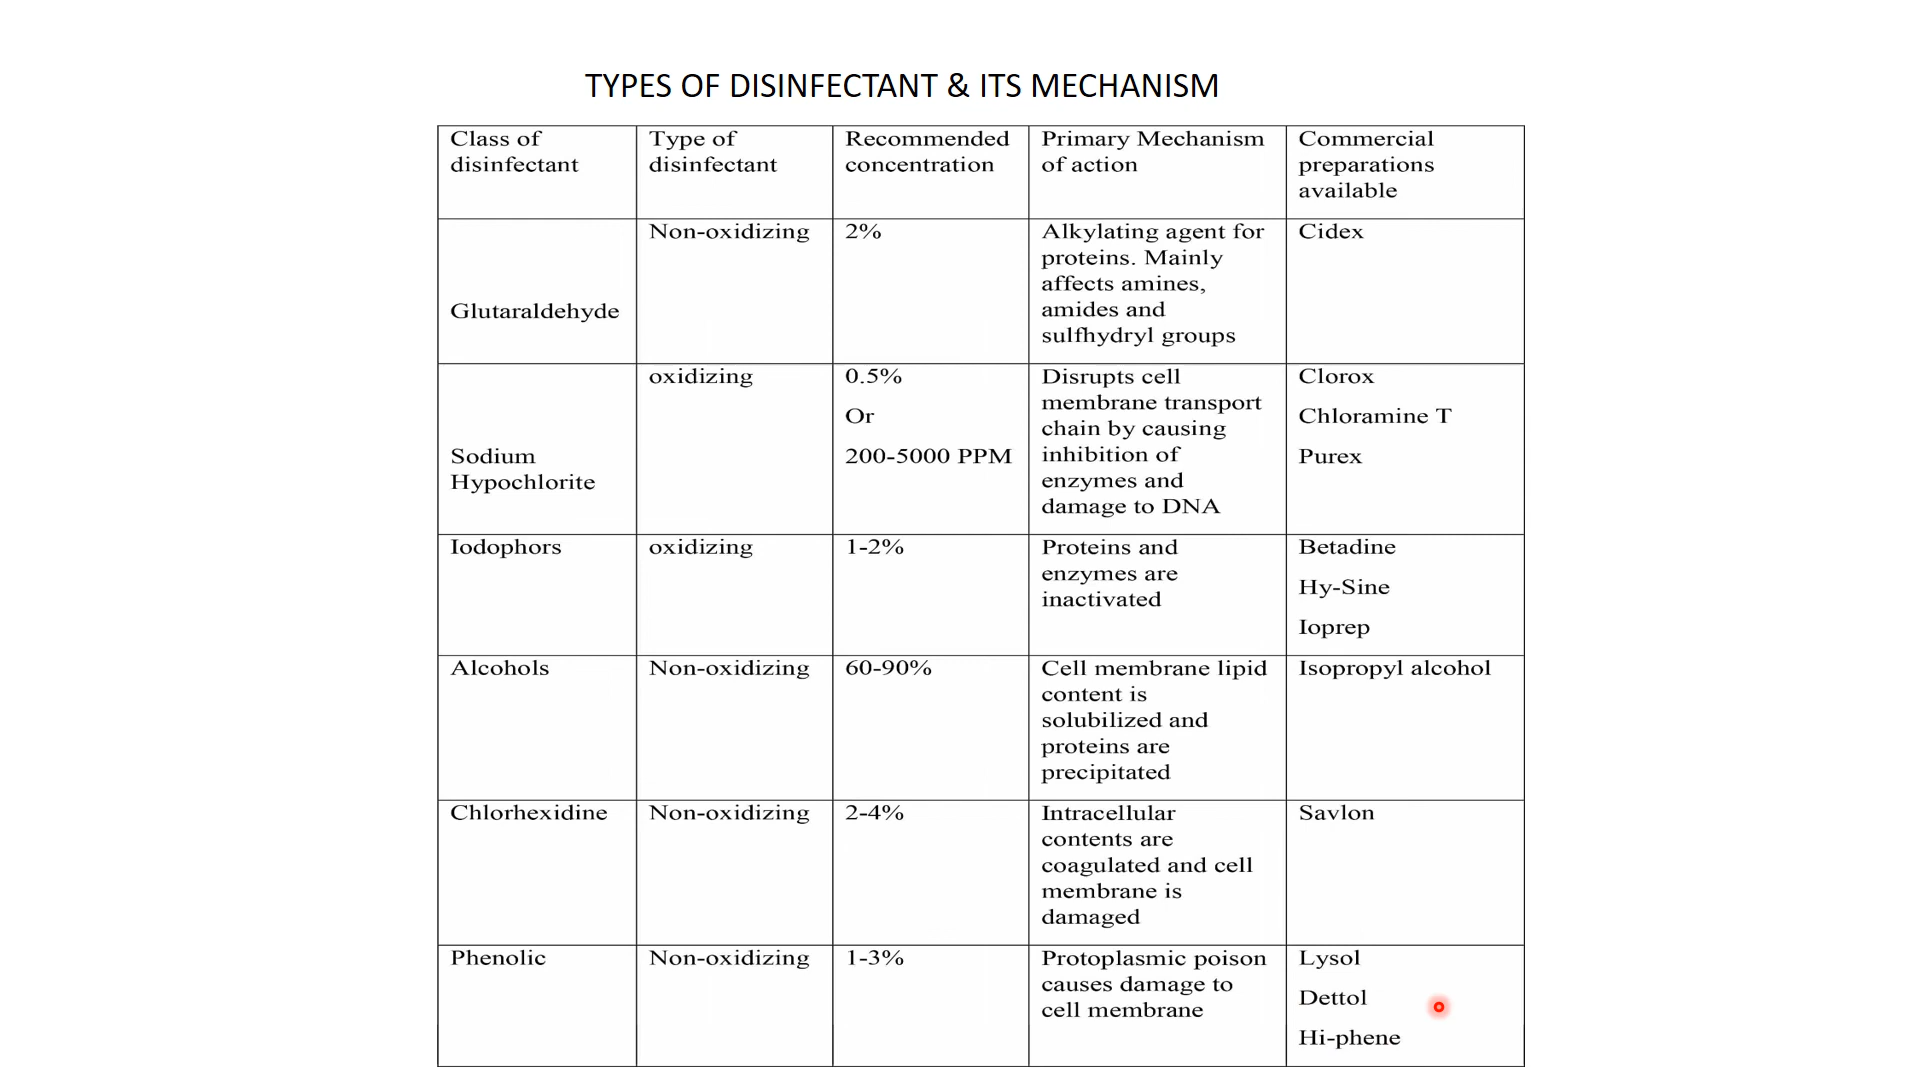 TYPES OF DISINFECTANT & ITS MECHANISM
Class of
disinfectant
Type of
disinfectant
Recommended
concentration
Primary Mechanism
of action
Commercial
preparations
available
Glutaraldehyde
Non-oxidizing
2%
Alkylating agent for
proteins. Mainly
affects amines,
amides and
sulfhydryl groups
Cidex
Sodium
Hypochlorite
oxidizing
0.5%
Or
200-5000 PPM
Disrupts cell
membrane transport
chain by causing
inhibition of
enzymes and
damage to DNA
Clorox
Chloramine T
Purex
Iodophors
oxidizing
1-2%
Proteins and
enzymes are
inactivated
Betadine
Hy-Sine
Ioprep
Alcohols
Non-oxidizing
60-90%
Cell membrane lipid
content is
solubilized and
proteins are
precipitated
Isopropyl alcohol
Chlorhexidine
Non-oxidizing
2-4%
Intracellular
contents are
coagulated and cell
membrane is
damaged
Savlon
Phenolic
Non-oxidizing
1-3%
Protoplasmic poison
causes damage to
cell membrane
Lysol
Dettol
Hi-phene